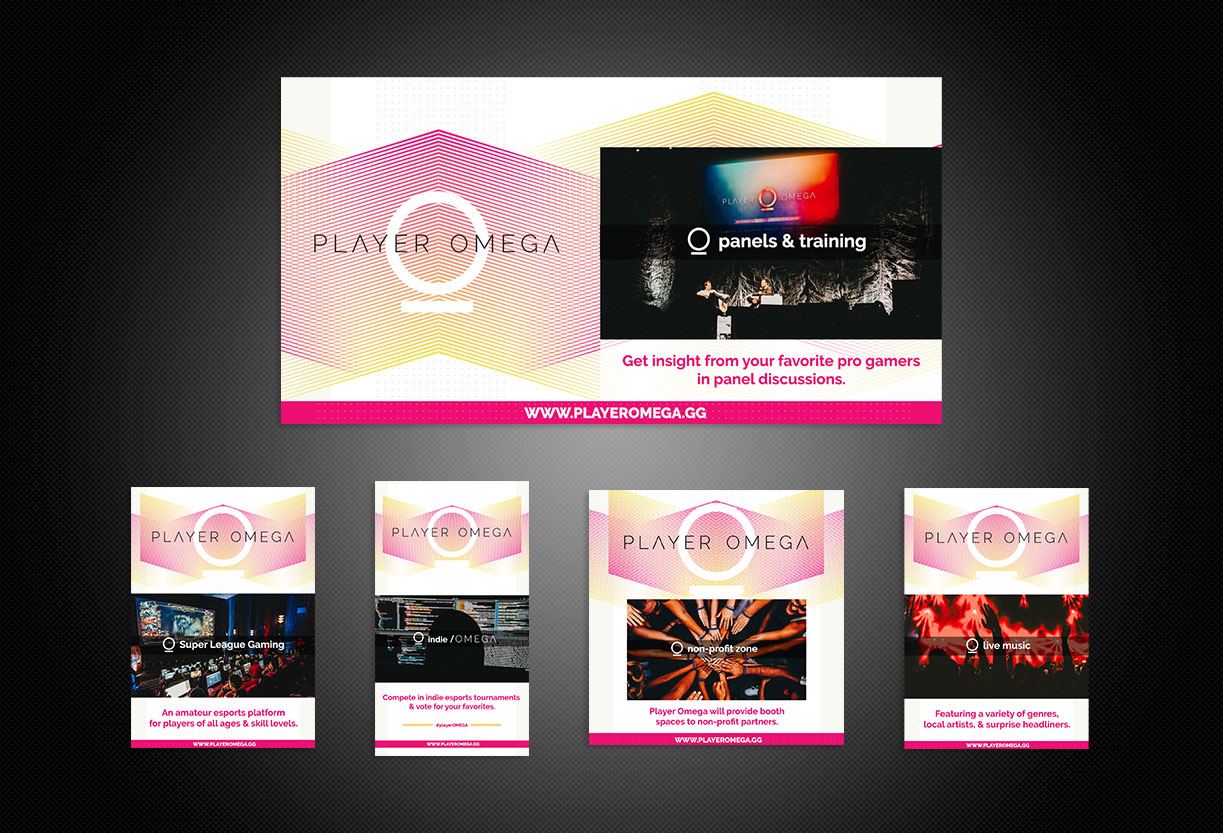 PLAYER OMEGA
PLAYER OMEGA
panels & training
Get insight from your favorite pro gamers
in panel discussions.
WWW.PLAYEROMEGA.GG
PLAYER OMEGA
Super League Gaming
An amateur esports platform
for players of all ages & skill levels.
WWW.PLAYEROMEGA.GG
PLAYER OMEGA
indie /OMEGA
Compete in indie esports tournaments
& vote for your favorites.
#playerOMEGA
WWW.PLAYEROMEGA.GG
PLAYER OMEGA
non-profit zone
Player Omega will provide booth
spaces to non-profit partners.
WWW.PLAYEROMEGA.GG
PLAYER OMEGA
live music
Featuring a variety of genres,
local artists, & surprise headliners.
WWW.PLAYEROMEGA.GG